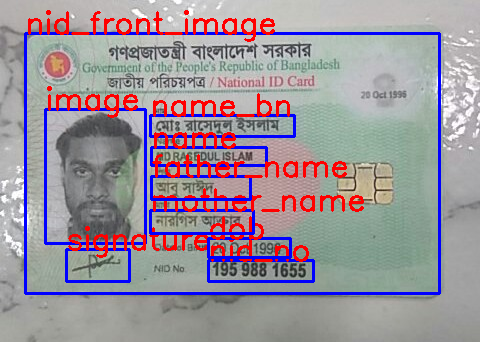 nid_front_image
গণপ্রজাতন্ত্রী বাংলাদেশ সরকার
Government of the People's Republic of Bangladesh
জাতীয় পরিচয়পত্র / National ID Card
20 Oct 1996
image
name_bn
মোঃ রাসেদুল ইসলাম
name
MD RASEDUL ISLAM
father_name
আবু সাঈদ
mother_name
নারগিস আক্তার
signature
dob
20 Oct 1996
nid_no
NID No 195 988 1655